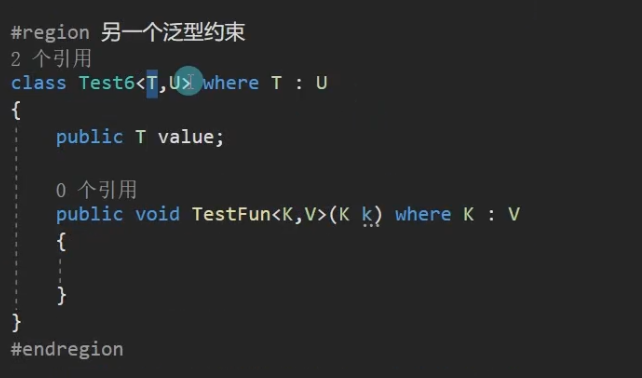 #region 另一个泛型约束
2 个引用
class Test6<T,U> where T : U
{
public T value;
0 个引用
public void TestFun<K,V>(K k) where K : V
{
}
}
#endregion